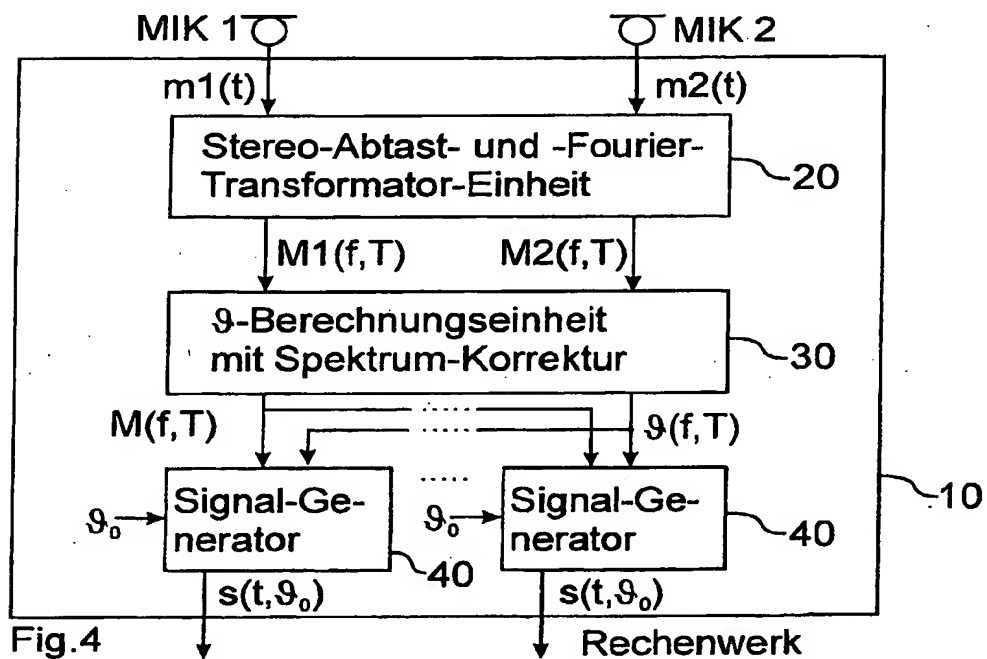 MIK 1
MIK 2
m1(t)
m2(t)
Stereo-Abtast- und -Fourier-
Transformator-Einheit
20
M1(f,T)
M2(f,T)
ϑ-Berechnungseinheit
mit Spektrum-Korrektur
30
M(f,T)
ϑ(f,T)
Signal-Ge-
nerator
ϑ₀
40
Signal-Ge-
nerator
ϑ₀
40
10
s(t,ϑ₀)
s(t,ϑ₀)
Fig.4
Rechenwerk